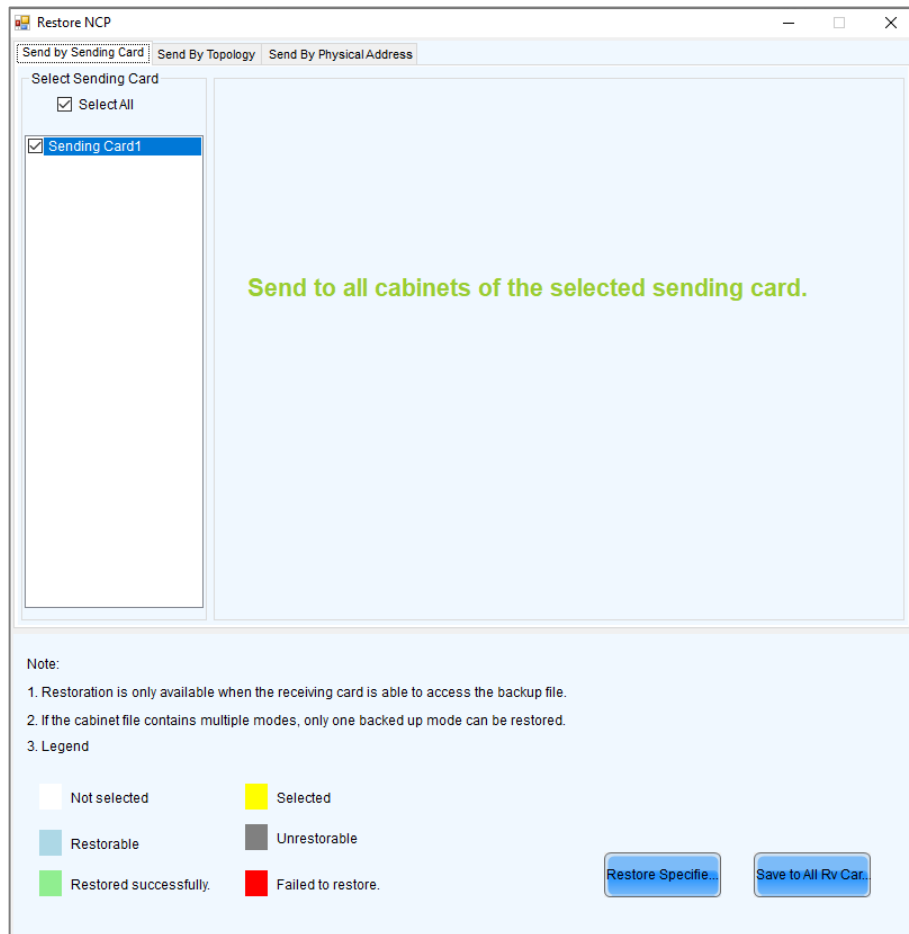 Restore NCP
Send by Sending Card
Send By Topology
Send By Physical Address
Select Sending Card
Select All
Sending Card1
Send to all cabinets of the selected sending card.
Note:
1. Restoration is only available when the receiving card is able to access the backup file.
2. If the cabinet file contains multiple modes, only one backed up mode can be restored.
3. Legend
Not selected
Selected
Restorable
Unrestorable
Restored successfully.
Failed to restore.
Restore Specifie...
Save to All Rv Car...